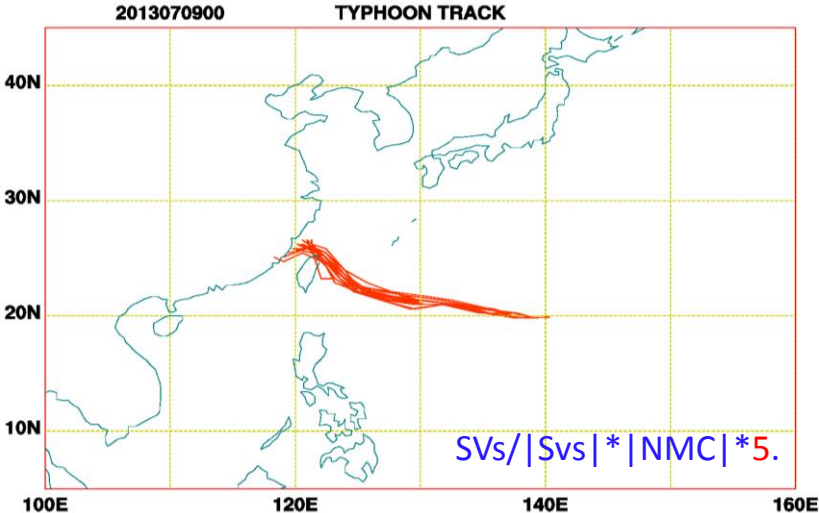 2013070900 TYPHOON TRACK
40N
30N
20N
10N
SVs/|Svs|*|NMC|*5.
100E 120E 140E 160E